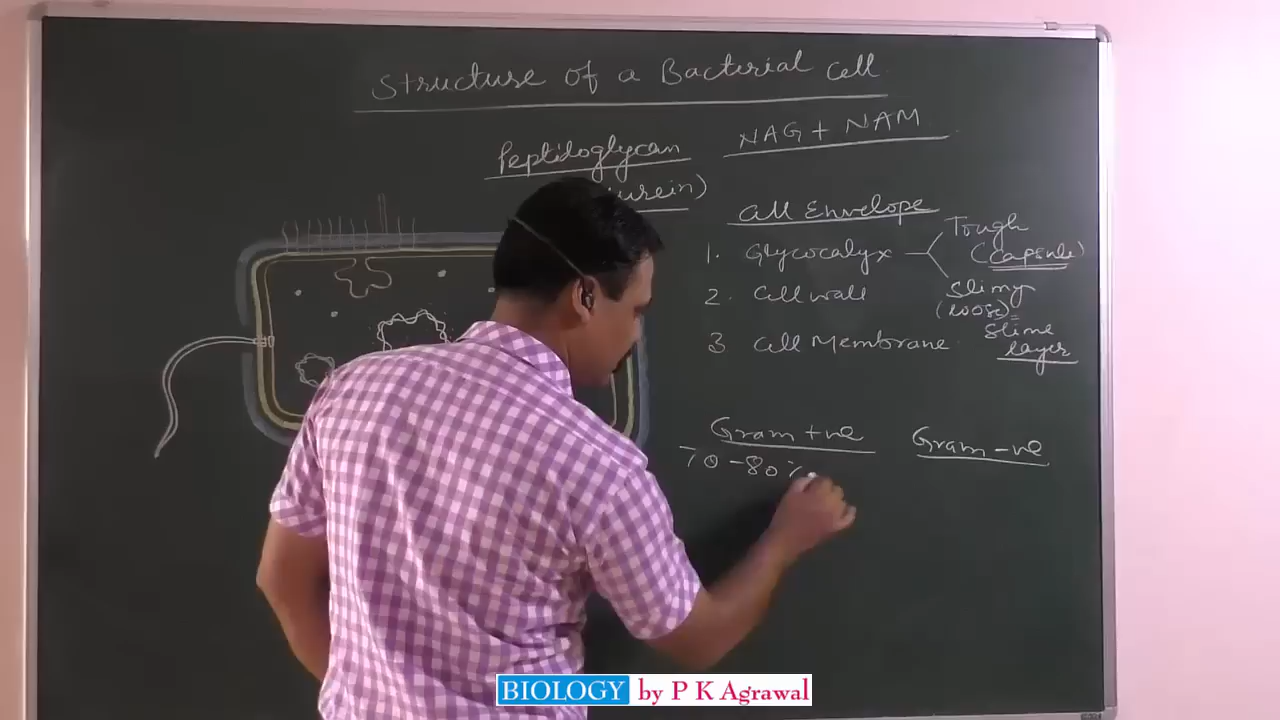 Structure of a Bacterial Cell
Peptidoglycan
urein)
NAG + NAM
Cell Envelope
1. Glycocalyx
Tough
(Capsule)
Slimy
(loose)=
Slime
layer
2. Cell wall
3 Cell Membrane
Gram +ve
70-80%
Gram -ve
BIOLOGY by P K Agrawal